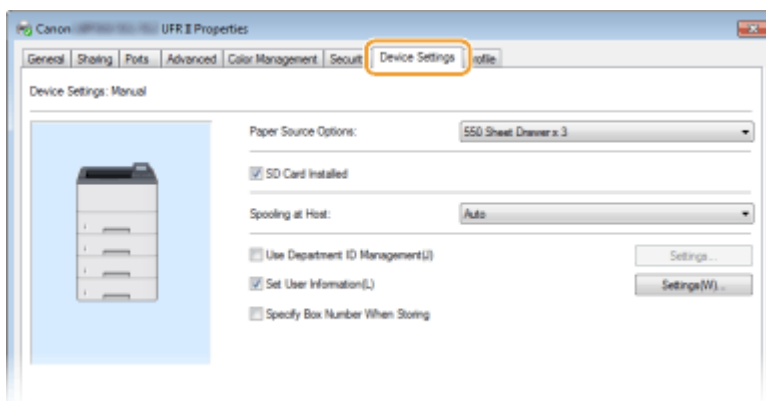 Canon UFR II Properties
General Sharing Ports Advanced Color Management Securit Device Settings rofile
Device Settings: Manual
Paper Source Options: 550 Sheet Drawer x 3
SD Card Installed
Spooling at Host: Auto
Use Department ID Management(J) Settings...
Set User Information(L) Settings(W)...
Specify Box Number When Storing